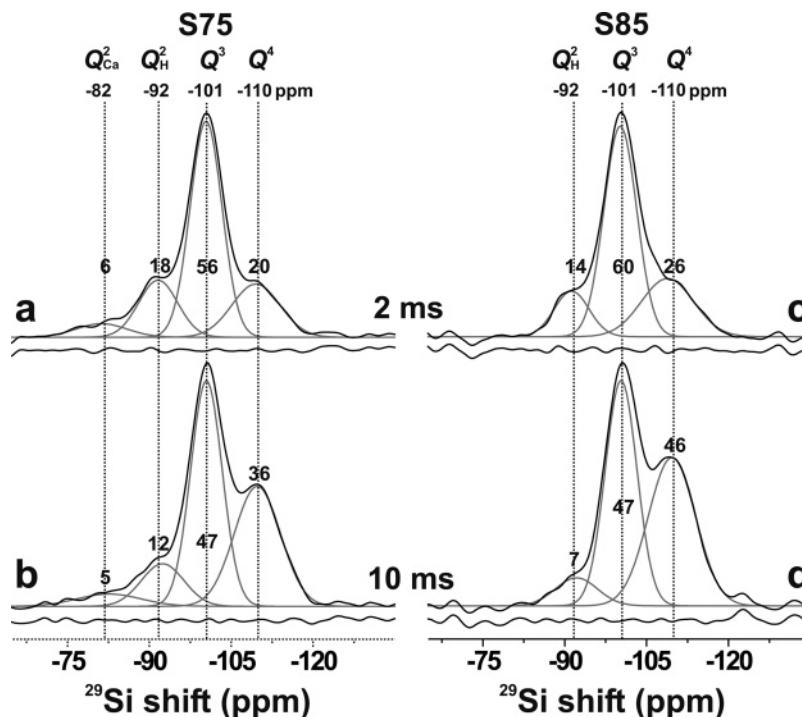 S75 S85
Q²Ca Q²H Q³ Q⁴ Q²H Q³ Q⁴
-82 -92 -101 -110 ppm -92 -101 -110 ppm
6 18 56 20 14 60 26
a 2 ms c
5 12 47 36 7 47 46
b 10 ms d
-75 -90 -105 -120 -75 -90 -105 -120
²⁹Si shift (ppm) ²⁹Si shift (ppm)